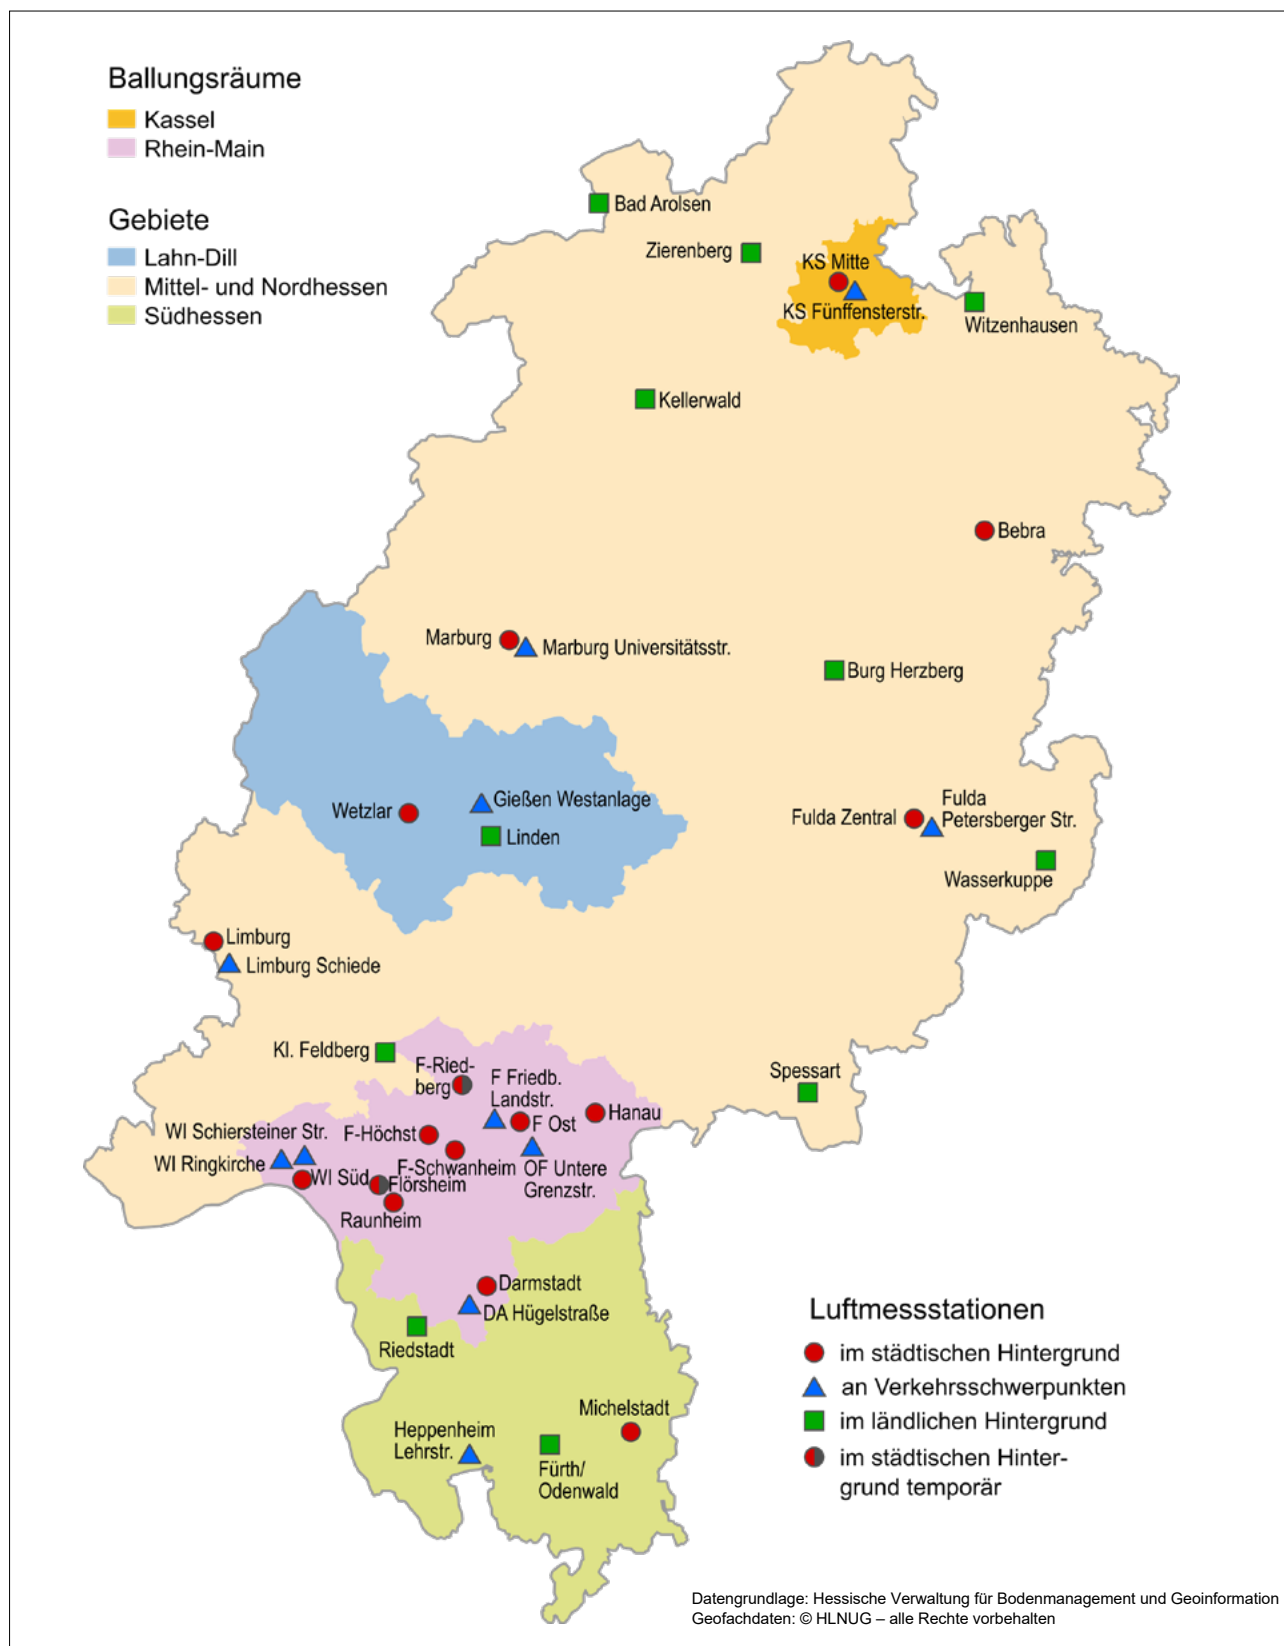 Ballungsräume
Kassel
Rhein-Main
Gebiete
Lahn-Dill
Mittel- und Nordhessen
Südhessen
Bad Arolsen
Zierenberg
KS Mitte
KS Fünffensterstr.
Witzenhausen
Kellerwald
Bebra
Marburg
Marburg Universitätsstr.
Burg Herzberg
Wetzlar
Gießen Westanlage
Linden
Fulda Zentral
Fulda
Petersberger Str.
Wasserkuppe
Limburg
Limburg Schiede
Kl. Feldberg
F-Ried-
berg
F Friedb.
Landstr.
Spessart
Hanau
F Ost
WI Schiersteiner Str.
F-Höchst
WI Ringkirche
F-Schwanheim
OF Untere
Grenzstr.
WI Süd
Flörsheim
Raunheim
Darmstadt
DA Hügelstraße
Riedstadt
Michelstadt
Heppenheim
Lehrstr.
Fürth/
Odenwald
Luftmessstationen
im städtischen Hintergrund
an Verkehrsschwerpunkten
im ländlichen Hintergrund
im städtischen Hinter-
grund temporär
Datengrundlage: Hessische Verwaltung für Bodenmanagement und Geoinformation
Geofachdaten: © HLNUG – alle Rechte vorbehalten